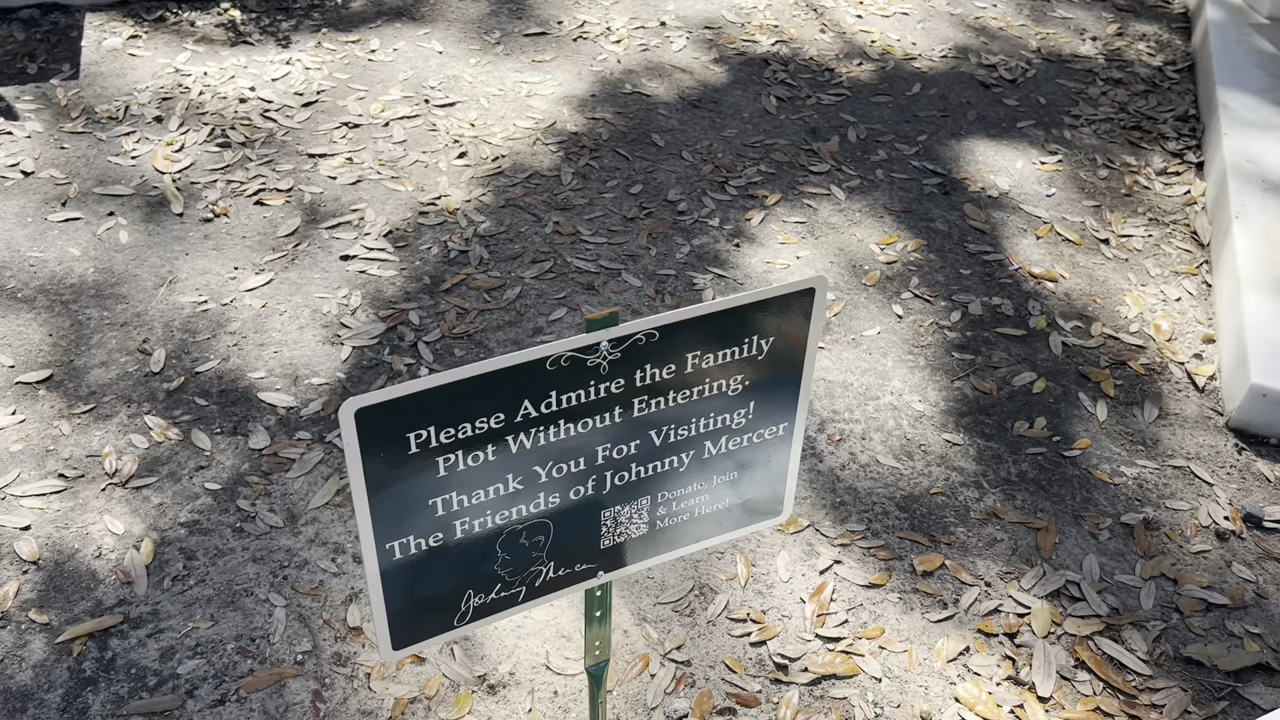 Please Admire the Family
Plot Without Entering.
Thank You For Visiting!
The Friends of Johnny Mercer
Donate, Join
& Learn
More Here!
Johnny Mercer